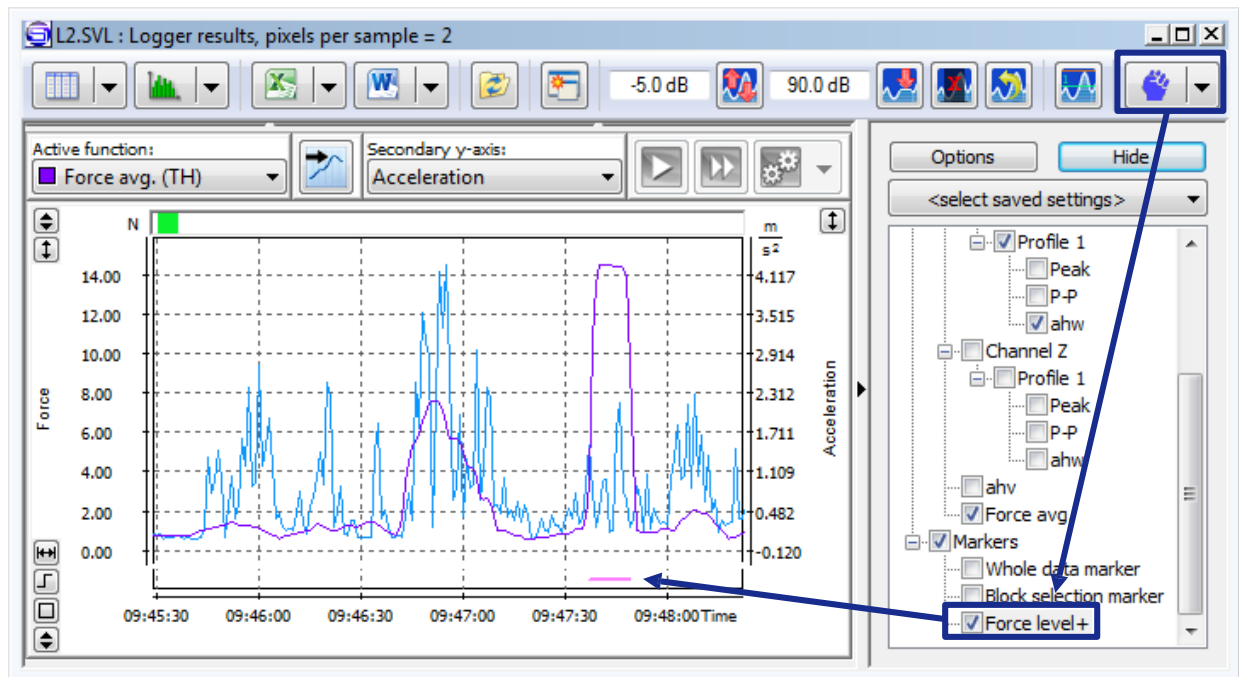 L2.SVL : Logger results, pixels per sample = 2
-5.0 dB
90.0 dB
Active function:
Force avg. (TH)
Secondary y-axis:
Acceleration
Options
Hide
<select saved settings>
N
m
s²
14.00
12.00
10.00
8.00
6.00
4.00
2.00
0.00
Force
4.117
3.515
2.914
2.312
1.711
1.109
0.482
-0.120
Acceleration
09:45:30
09:46:00
09:46:30
09:47:00
09:47:30
09:48:00
Time
Profile 1
Peak
P-P
ahw
Channel Z
Profile 1
Peak
P-P
ahw
ahv
Force avg
Markers
Whole data marker
Block selection marker
Force level+